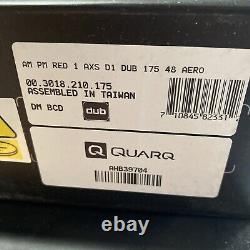 AM PM RED 1 AXS D1 DUB 175 48 AERO
00.3018.210.175
ASSEMBLED IN TAIWAN
DM BCD
dub
QUARQ
AHB39704